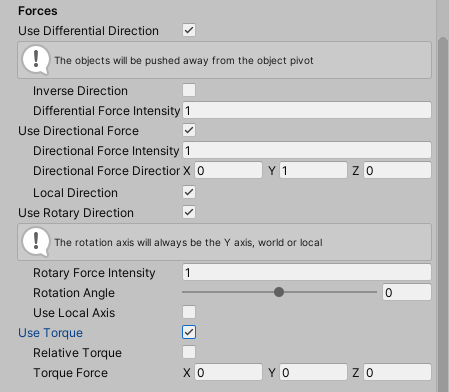 Forces
Use Differential Direction
The objects will be pushed away from the object pivot
Inverse Direction
Differential Force Intensity 1
Use Directional Force
Directional Force Intensity 1
Directional Force Direction X 0 Y 1 Z 0
Local Direction
Use Rotary Direction
The rotation axis will always be the Y axis, world or local
Rotary Force Intensity 1
Rotation Angle 0
Use Local Axis
Use Torque
Relative Torque
Torque Force X 0 Y 0 Z 0